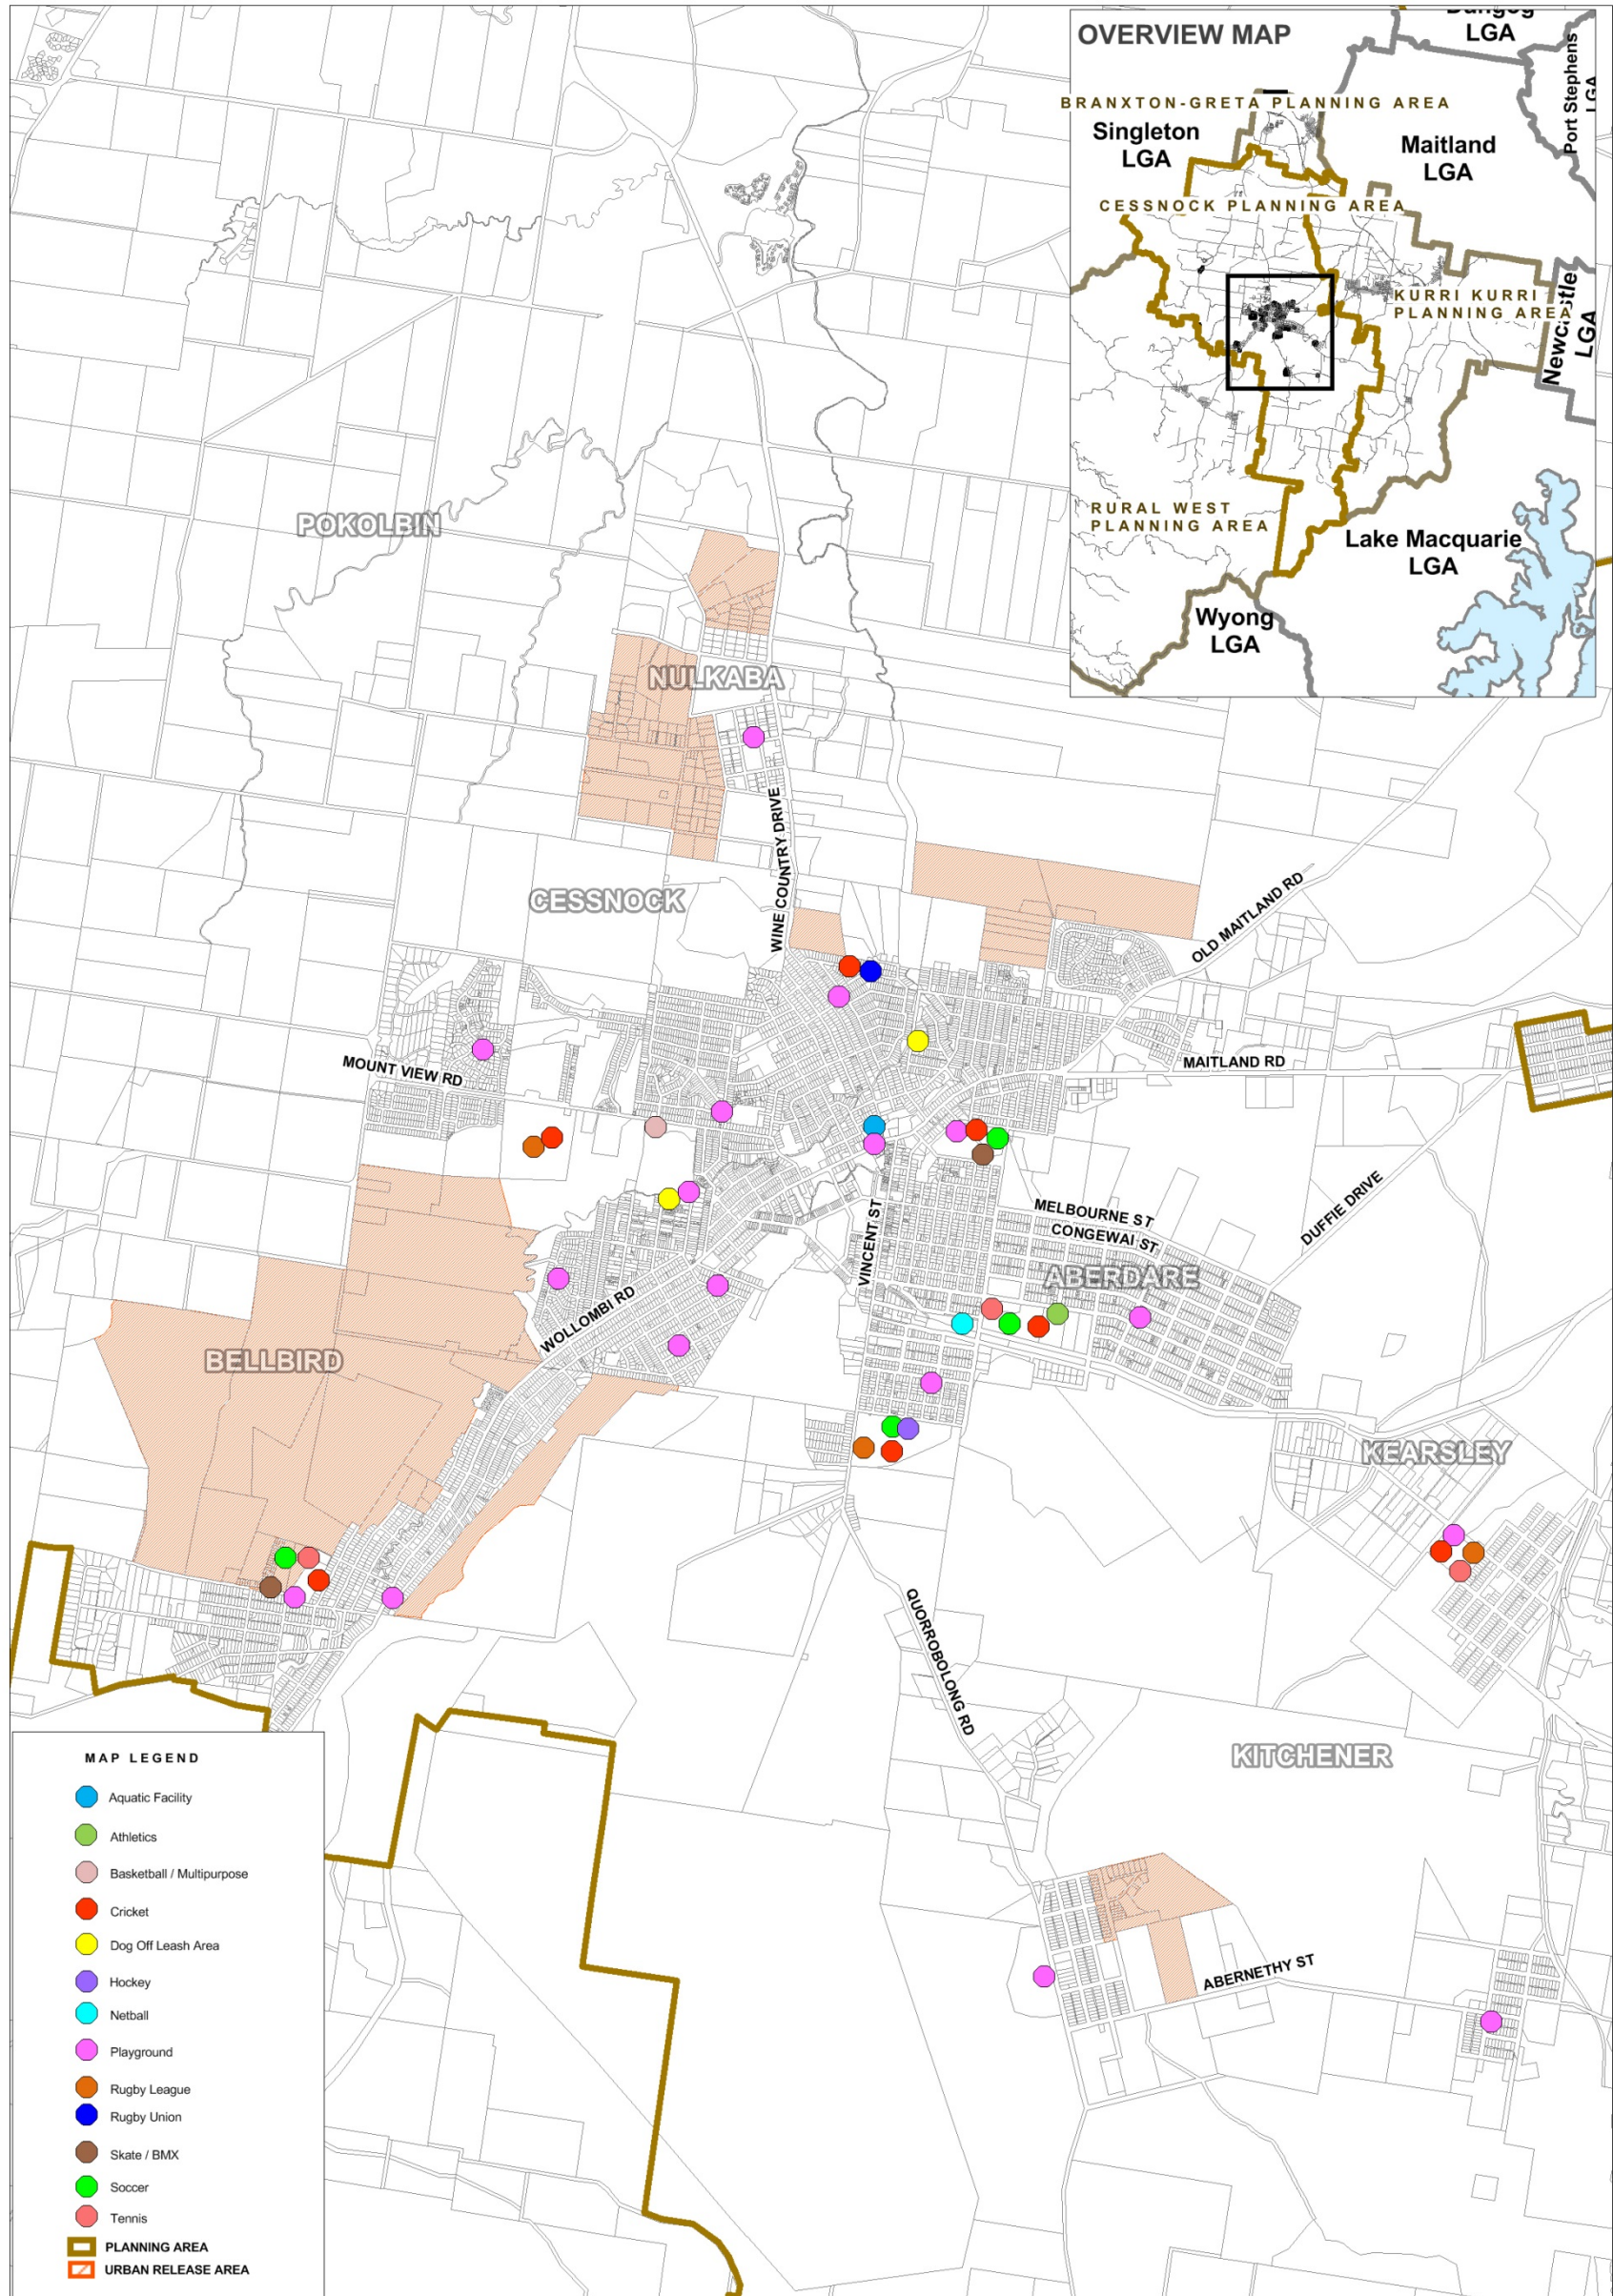 OVERVIEW MAP
Dungog
LGA
Port Stephens
LGA
BRANXTON-GRETA PLANNING AREA
Singleton
LGA
Maitland
LGA
CESSNOCK PLANNING AREA
KURRI KURRI
PLANNING AREA
Newcastle
LGA
RURAL WEST
PLANNING AREA
Lake Macquarie
LGA
Wyong
LGA
POKOLBIN
NULKABA
WINE COUNTRY DRIVE
CESSNOCK
OLD MAITLAND RD
MOUNT VIEW RD
MAITLAND RD
MELBOURNE ST
CONGEWAI ST
DUFFIE DRIVE
VINCENT ST
ABERDARE
WOLLOMBI RD
BELLBIRD
KEARSLEY
QUORROBOLONG RD
KITCHENER
ABERNETHY ST
MAP LEGEND
Aquatic Facility
Athletics
Basketball / Multipurpose
Cricket
Dog Off Leash Area
Hockey
Netball
Playground
Rugby League
Rugby Union
Skate / BMX
Soccer
Tennis
PLANNING AREA
URBAN RELEASE AREA